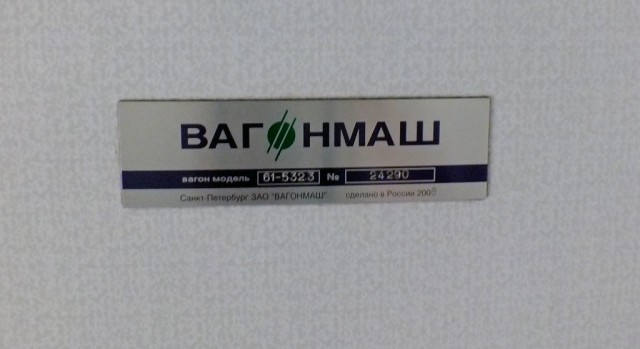 ВАГОНМАШ
вагон модель 61-5323 № 24290
Санкт-Петербург ЗАО "ВАГОНМАШ" сделано в России